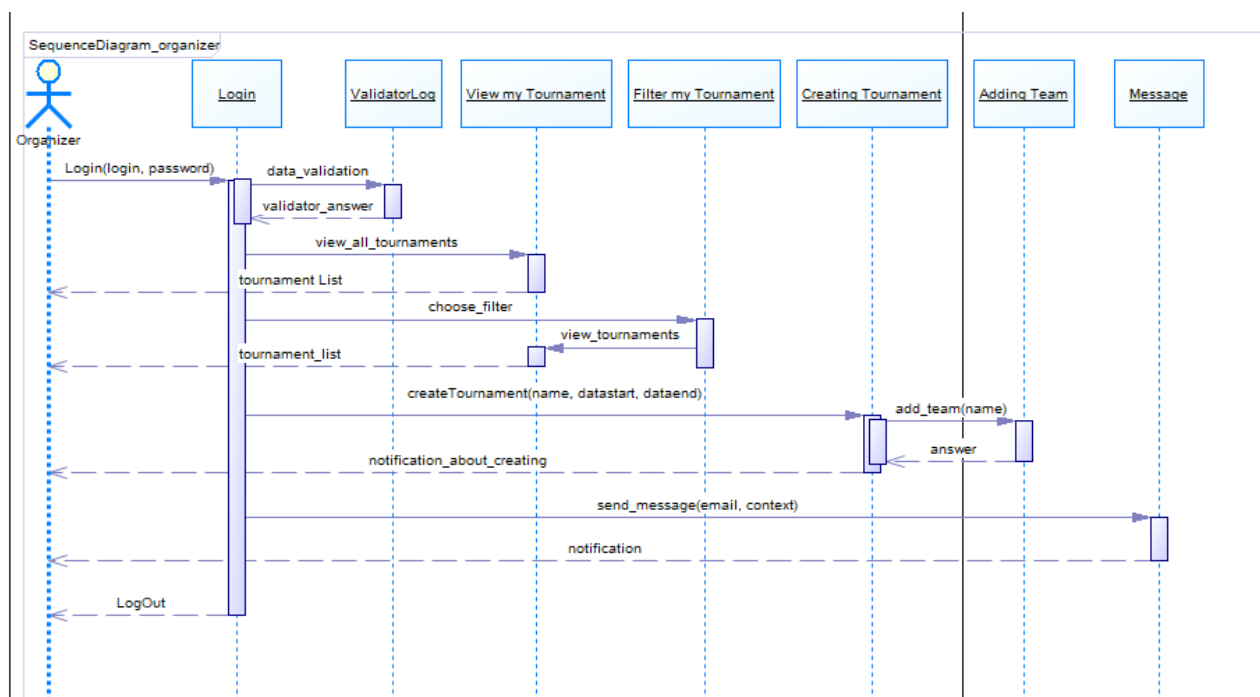 SequenceDiagram_organizer
Organizer
Login
ValidatorLog
View my Tournament
Filter my Tournament
Creating Tournament
Adding Team
Message
Login(login, password)
data_validation
validator_answer
view_all_tournaments
tournament List
choose_filter
view_tournaments
tournament_list
createTournament(name, datastart, dataend)
add_team(name)
answer
notification_about_creating
send_message(email, context)
notification
LogOut